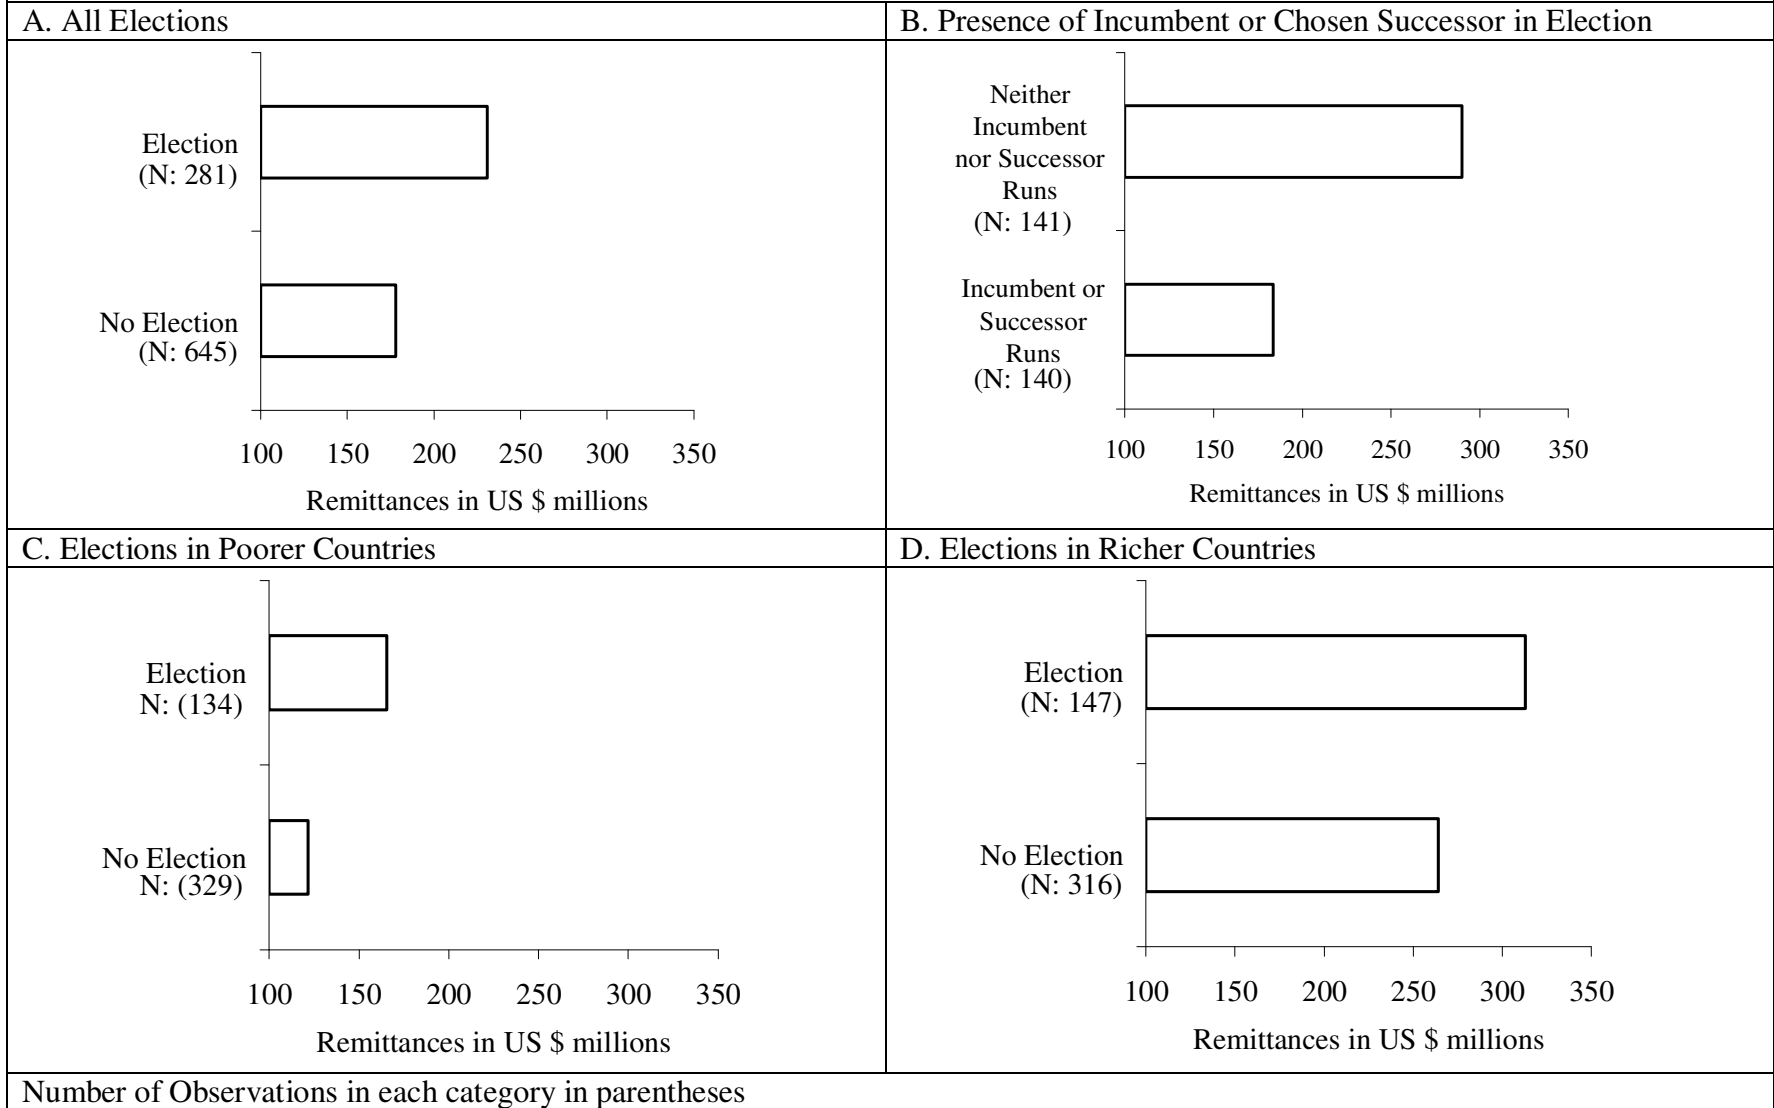 A. All Elections
Election
(N: 281)
No Election
(N: 645)
100 150 200 250 300 350
Remittances in US $ millions
B. Presence of Incumbent or Chosen Successor in Election
Neither
Incumbent
nor Successor
Runs
(N: 141)
Incumbent or
Successor
Runs
(N: 140)
100 150 200 250 300 350
Remittances in US $ millions
C. Elections in Poorer Countries
Election
N: (134)
No Election
N: (329)
100 150 200 250 300 350
Remittances in US $ millions
D. Elections in Richer Countries
Election
(N: 147)
No Election
(N: 316)
100 150 200 250 300 350
Remittances in US $ millions
Number of Observations in each category in parentheses